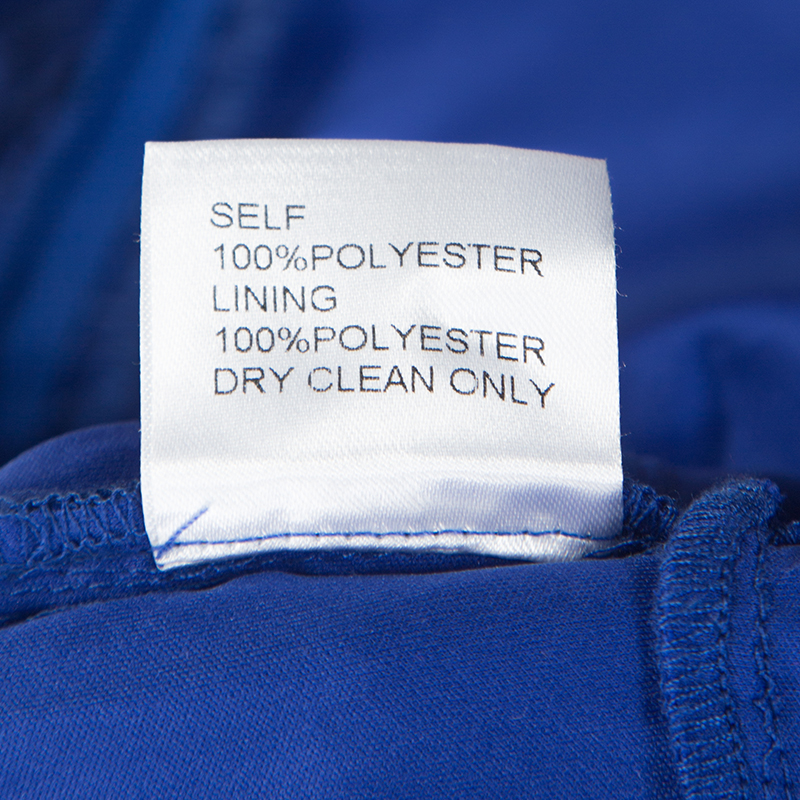 SELF
100%POLYESTER
LINING
100%POLYESTER
DRY CLEAN ONLY